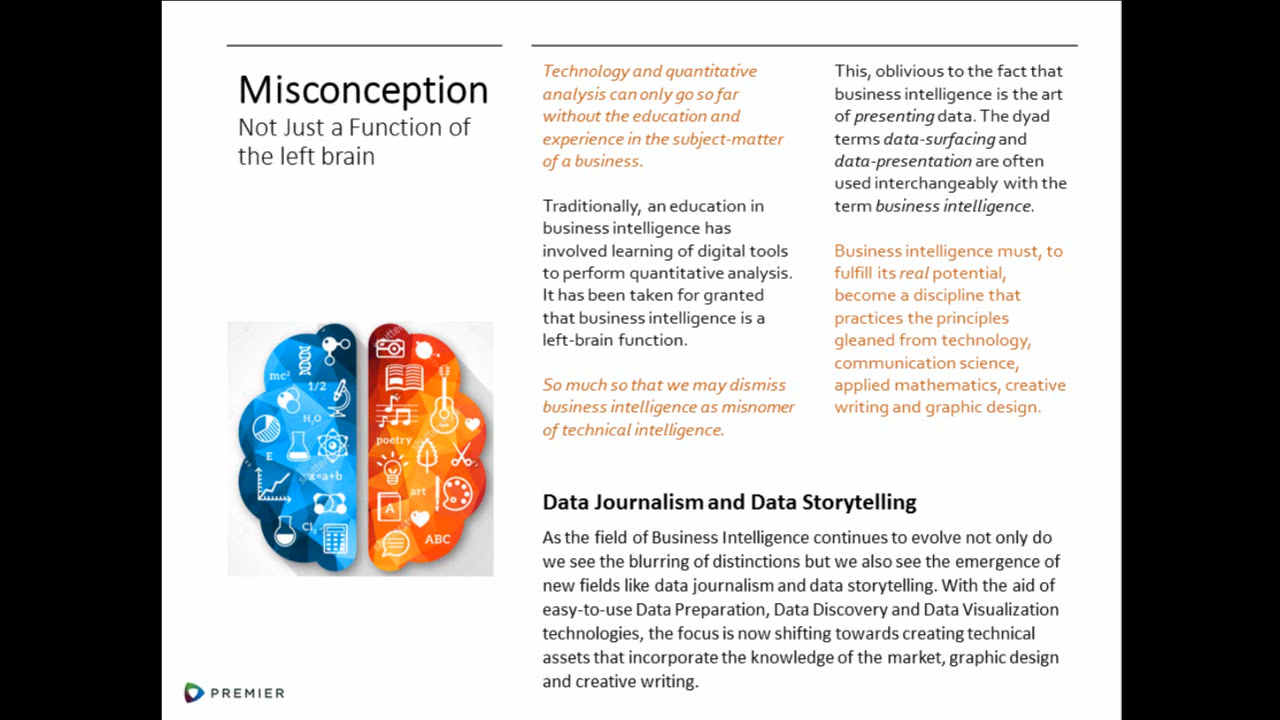 Misconception
Not Just a Function of
the left brain
mc²
1/2
H₂O
E
x=a+b
Cl
poetry
art
A
ABC
Technology and quantitative
analysis can only go so far
without the education and
experience in the subject-matter
of a business.
Traditionally, an education in
business intelligence has
involved learning of digital tools
to perform quantitative analysis.
It has been taken for granted
that business intelligence is a
left-brain function.
So much so that we may dismiss
business intelligence as misnomer
of technical intelligence.
This, oblivious to the fact that
business intelligence is the art
of presenting data. The dyad
terms data-surfacing and
data-presentation are often
used interchangeably with the
term business intelligence.
Business intelligence must, to
fulfill its real potential,
become a discipline that
practices the principles
gleaned from technology,
communication science,
applied mathematics, creative
writing and graphic design.
Data Journalism and Data Storytelling
As the field of Business Intelligence continues to evolve not only do
we see the blurring of distinctions but we also see the emergence of
new fields like data journalism and data storytelling. With the aid of
easy-to-use Data Preparation, Data Discovery and Data Visualization
technologies, the focus is now shifting towards creating technical
assets that incorporate the knowledge of the market, graphic design
and creative writing.
PREMIER